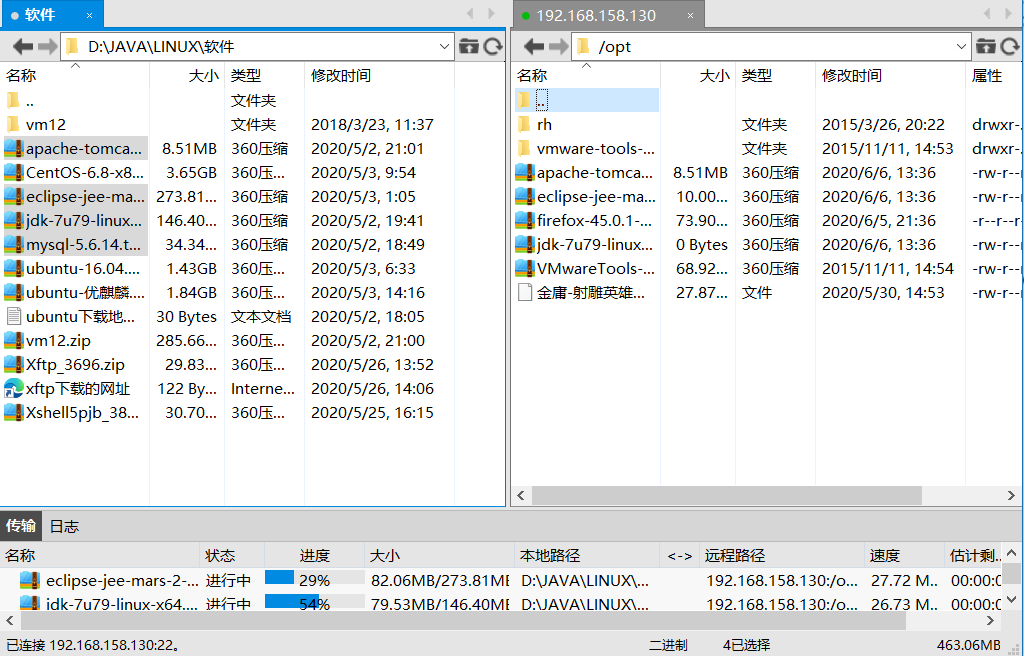 软件 ×
192.168.158.130 ×
D:\JAVA\LINUX\软件
/opt
名称 大小 类型 修改时间
.. 文件夹
vm12 文件夹 2018/3/23, 11:37
apache-tomca... 8.51MB 360压缩 2020/5/2, 21:01
CentOS-6.8-x8... 3.65GB 360压... 2020/5/3, 9:54
eclipse-jee-ma... 273.81... 360压缩 2020/5/3, 1:05
jdk-7u79-linux... 146.40... 360压缩 2020/5/2, 19:41
mysql-5.6.14.t... 34.34... 360压缩 2020/5/2, 18:49
ubuntu-16.04.... 1.43GB 360压... 2020/5/3, 6:33
ubuntu-优麒麟.... 1.84GB 360压... 2020/5/3, 14:16
ubuntu下载地... 30 Bytes 文本文档 2020/5/2, 18:05
vm12.zip 285.66... 360压... 2020/5/2, 21:00
Xftp_3696.zip 29.83... 360压... 2020/5/26, 13:52
xftp下载的网址 122 By... Interne... 2020/5/26, 14:06
Xshell5pjb_38... 30.70... 360压... 2020/5/25, 16:15
名称 大小 类型 修改时间 属性
..
rh 文件夹 2015/3/26, 20:22 drwxr-.
vmware-tools-... 文件夹 2015/11/11, 14:53 drwxr-.
apache-tomca... 8.51MB 360压缩 2020/6/6, 13:36 -rw-r--
eclipse-jee-ma... 10.00... 360压缩 2020/6/6, 13:36 -rw-r--
firefox-45.0.1-... 73.90... 360压缩 2020/6/5, 21:36 -r--r--r
jdk-7u79-linux... 0 Bytes 360压缩 2020/6/6, 13:36 -rw-r--
VMwareTools-... 68.92... 360压缩 2015/11/11, 14:54 -rw-r--
金庸-射雕英雄... 27.87... 文件 2020/5/30, 14:53 -rw-r--
传输 日志
名称 状态 进度 大小 本地路径 <-> 远程路径 速度 估计剩..
eclipse-jee-mars-2-... 进行中 29% 82.06MB/273.81MB D:\JAVA\LINUX\... 192.168.158.130:/o... 27.72 M.. 00:00:0
jdk-7u79-linux-x64.... 进行中 54% 79.53MB/146.40MB D:\JAVA\LINUX\... 192.168.158.130:/o... 26.73 M.. 00:00:0
已连接 192.168.158.130:22。 二进制 4已选择 463.06MB